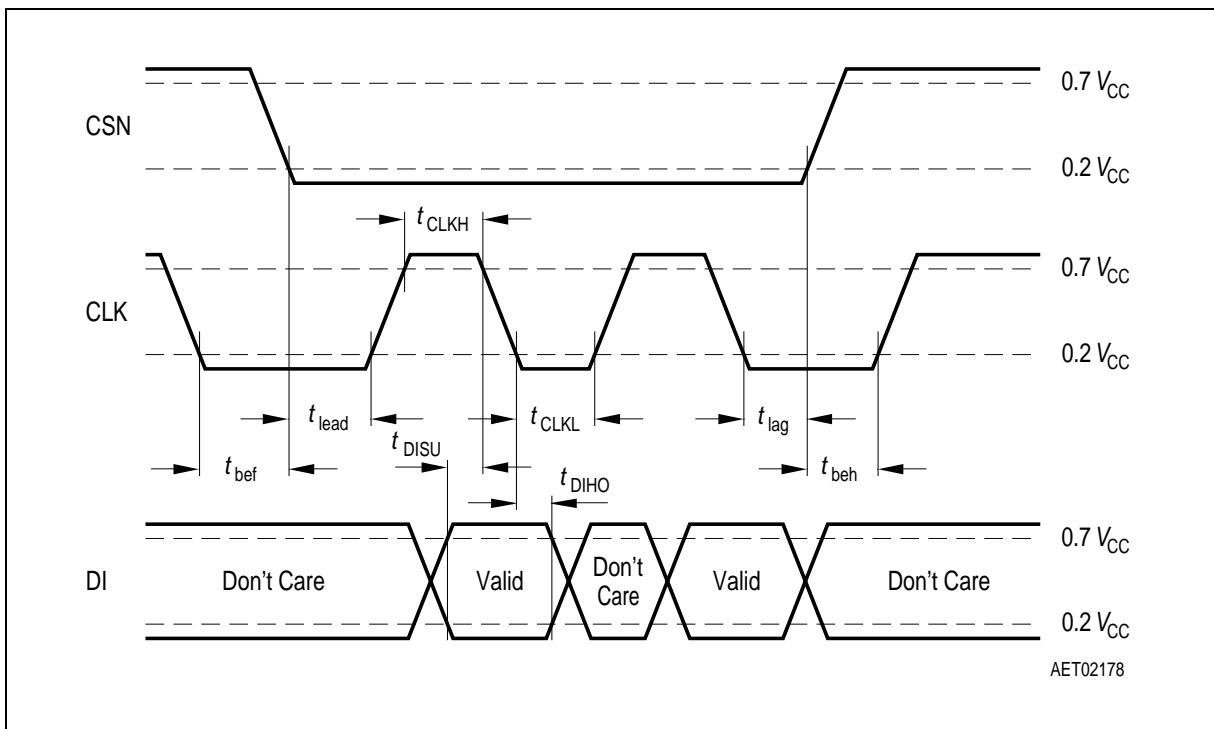 0.7 VCC
CSN
0.2 VCC
tCLKH
0.7 VCC
CLK
0.2 VCC
tlead
tCLKL
tlag
tDISU
tbef
tDIHO
tbeh
0.7 VCC
DI
Don't Care
Valid
Don't
Care
Valid
Don't Care
0.2 VCC
AET02178